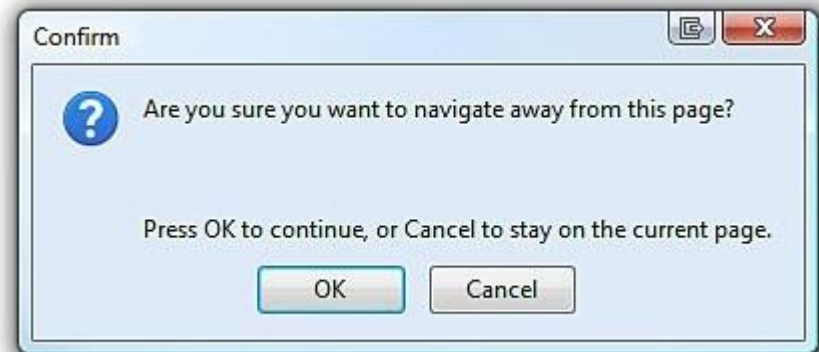 Confirm
Are you sure you want to navigate away from this page?
Press OK to continue, or Cancel to stay on the current page.
OK
Cancel